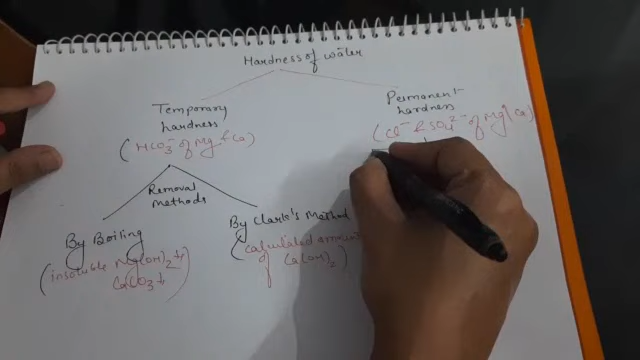 Hardness of water
Temporary
hardness
(HCO3⁻ of Mg & Ca)
Permanent
hardness
(Cl⁻ & SO4²⁻ of Mg & Ca)
Removal
Methods
By Boiling
(insoluble Mg(OH)2↓
CaCO3↓)
By Clark's Method
(calculated amount
of Ca(OH)2)